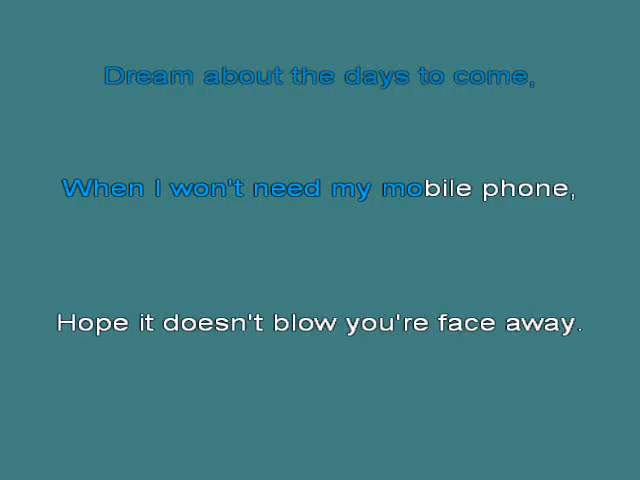 Dream about the days to come,
When I won't need my mobile phone,
Hope it doesn't blow you're face away.